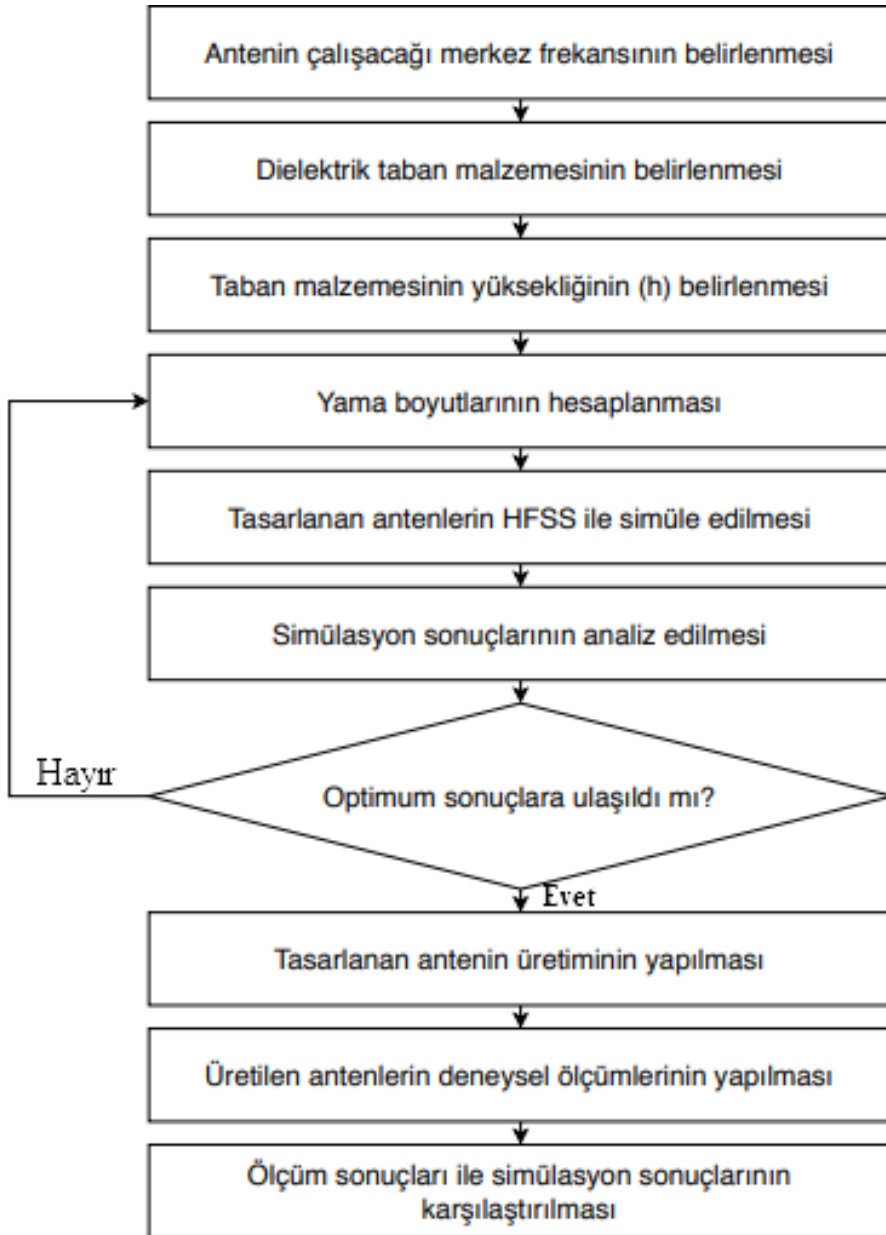 Antenin çalışacağı merkez frekansının belirlenmesi
Dielektrik taban malzemesinin belirlenmesi
Taban malzemesinin yüksekliğinin (h) belirlenmesi
Yama boyutlarının hesaplanması
Tasarlanan antenlerin HFSS ile simüle edilmesi
Simülasyon sonuçlarının analiz edilmesi
Hayır
Optimum sonuçlara ulaşıldı mı?
Evet
Tasarlanan antenin üretiminin yapılması
Üretilen antenlerin deneysel ölçümlerinin yapılması
Ölçüm sonuçları ile simülasyon sonuçlarının
karşılaştırılması